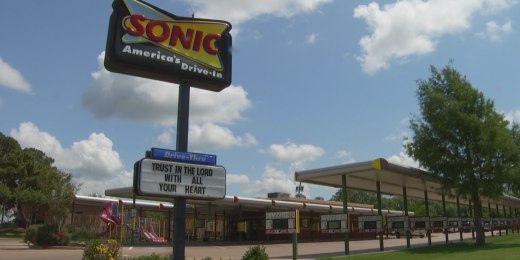 SONIC
America's Drive-In
Drive-Thru
TRUST IN THE LORD
WITH ALL
YOUR HEART